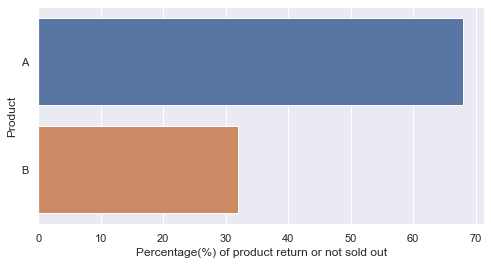 Product
A
B
0 10 20 30 40 50 60 70
Percentage(%) of product return or not sold out